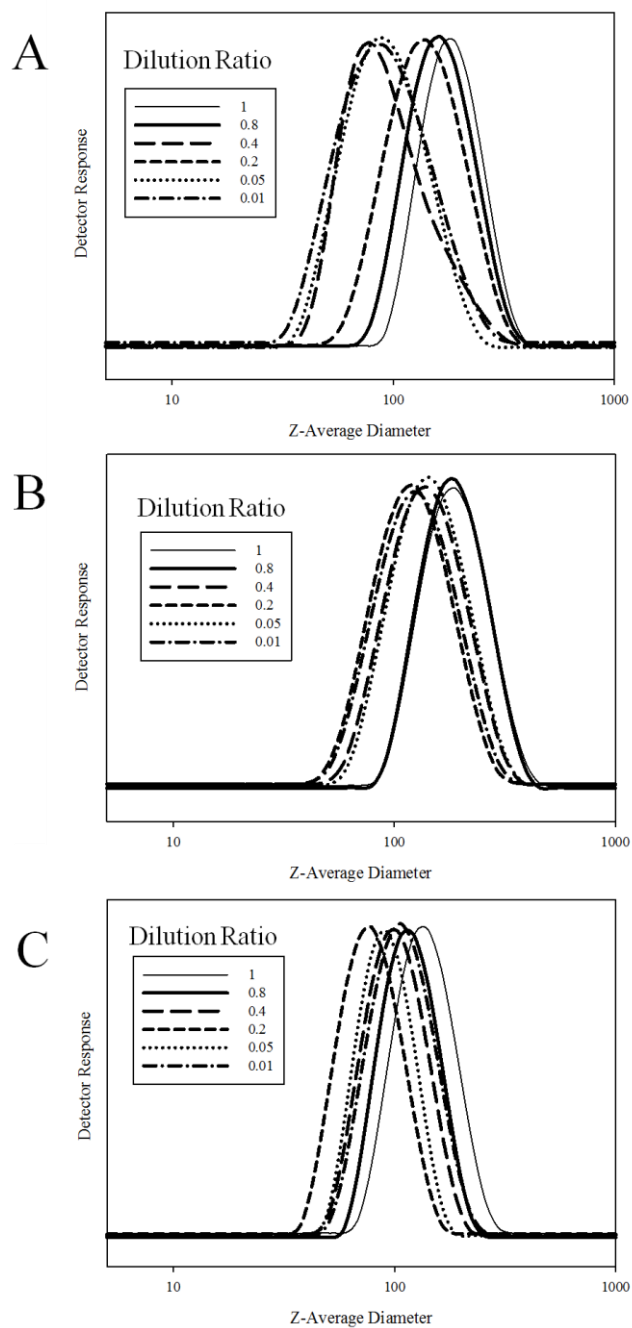 A
Dilution Ratio
1
0.8
0.4
0.2
0.05
0.01
Detector Response
10
100
1000
Z-Average Diameter
B
Dilution Ratio
1
0.8
0.4
0.2
0.05
0.01
Detector Response
10
100
1000
Z-Average Diameter
C
Dilution Ratio
1
0.8
0.4
0.2
0.05
0.01
Detector Response
10
100
1000
Z-Average Diameter